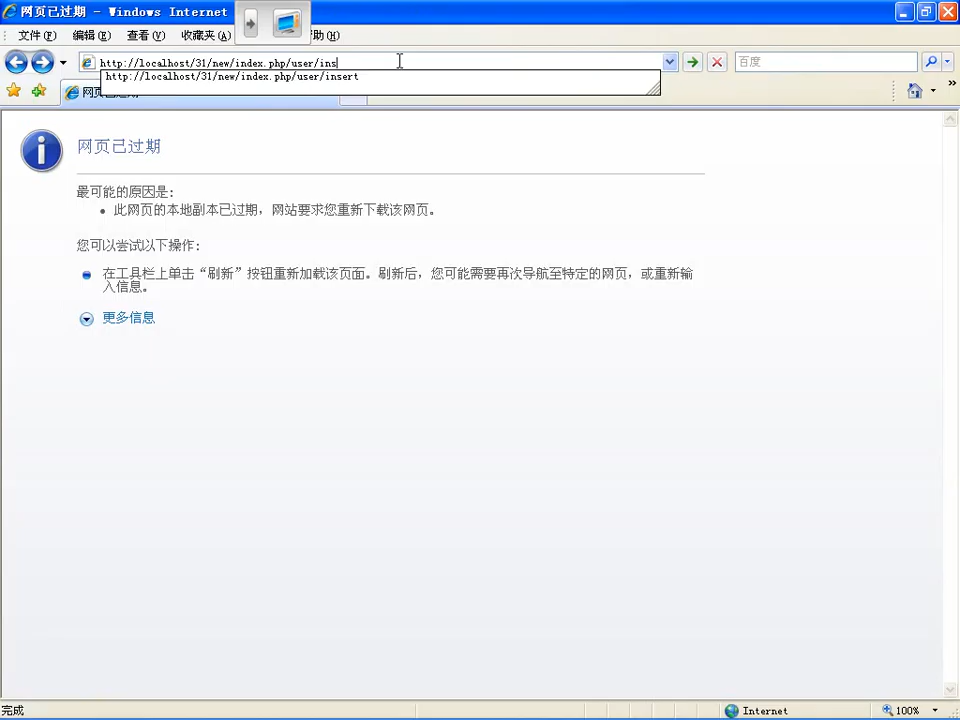 网页已过期 - Windows Internet
文件(F) 编辑(E) 查看(V) 收藏夹(A) 助(H)
http://localhost/31/new/index.php/user/ins
百度
http://localhost/31/new/index.php/user/insert
网页已过期
最可能的原因是:
此网页的本地副本已过期，网站要求您重新下载该网页。
您可以尝试以下操作:
在工具栏上单击“刷新”按钮重新加载该页面。刷新后，您可能需要再次导航至特定的网页，或重新输
入信息。
更多信息
完成 Internet 100%